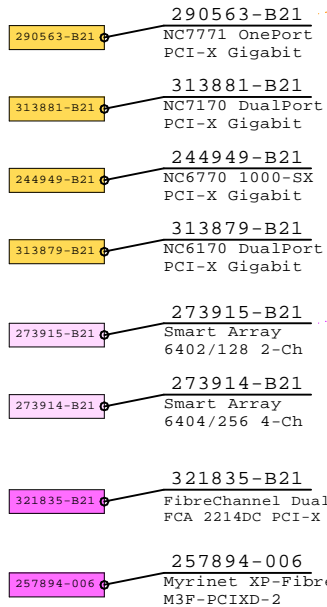 290563-B21
290563-B21
NC7771 OnePort
PCI-X Gigabit
313881-B21
313881-B21
NC7170 DualPort
PCI-X Gigabit
244949-B21
244949-B21
NC6770 1000-SX
PCI-X Gigabit
313879-B21
313879-B21
NC6170 DualPort
PCI-X Gigabit
273915-B21
273915-B21
Smart Array
6402/128 2-Ch
273914-B21
273914-B21
Smart Array
6404/256 4-Ch
321835-B21
321835-B21
FibreChannel Dual
FCA 2214DC PCI-X
257894-006
257894-006
Myrinet XP-Fibre
M3F-PCIXD-2